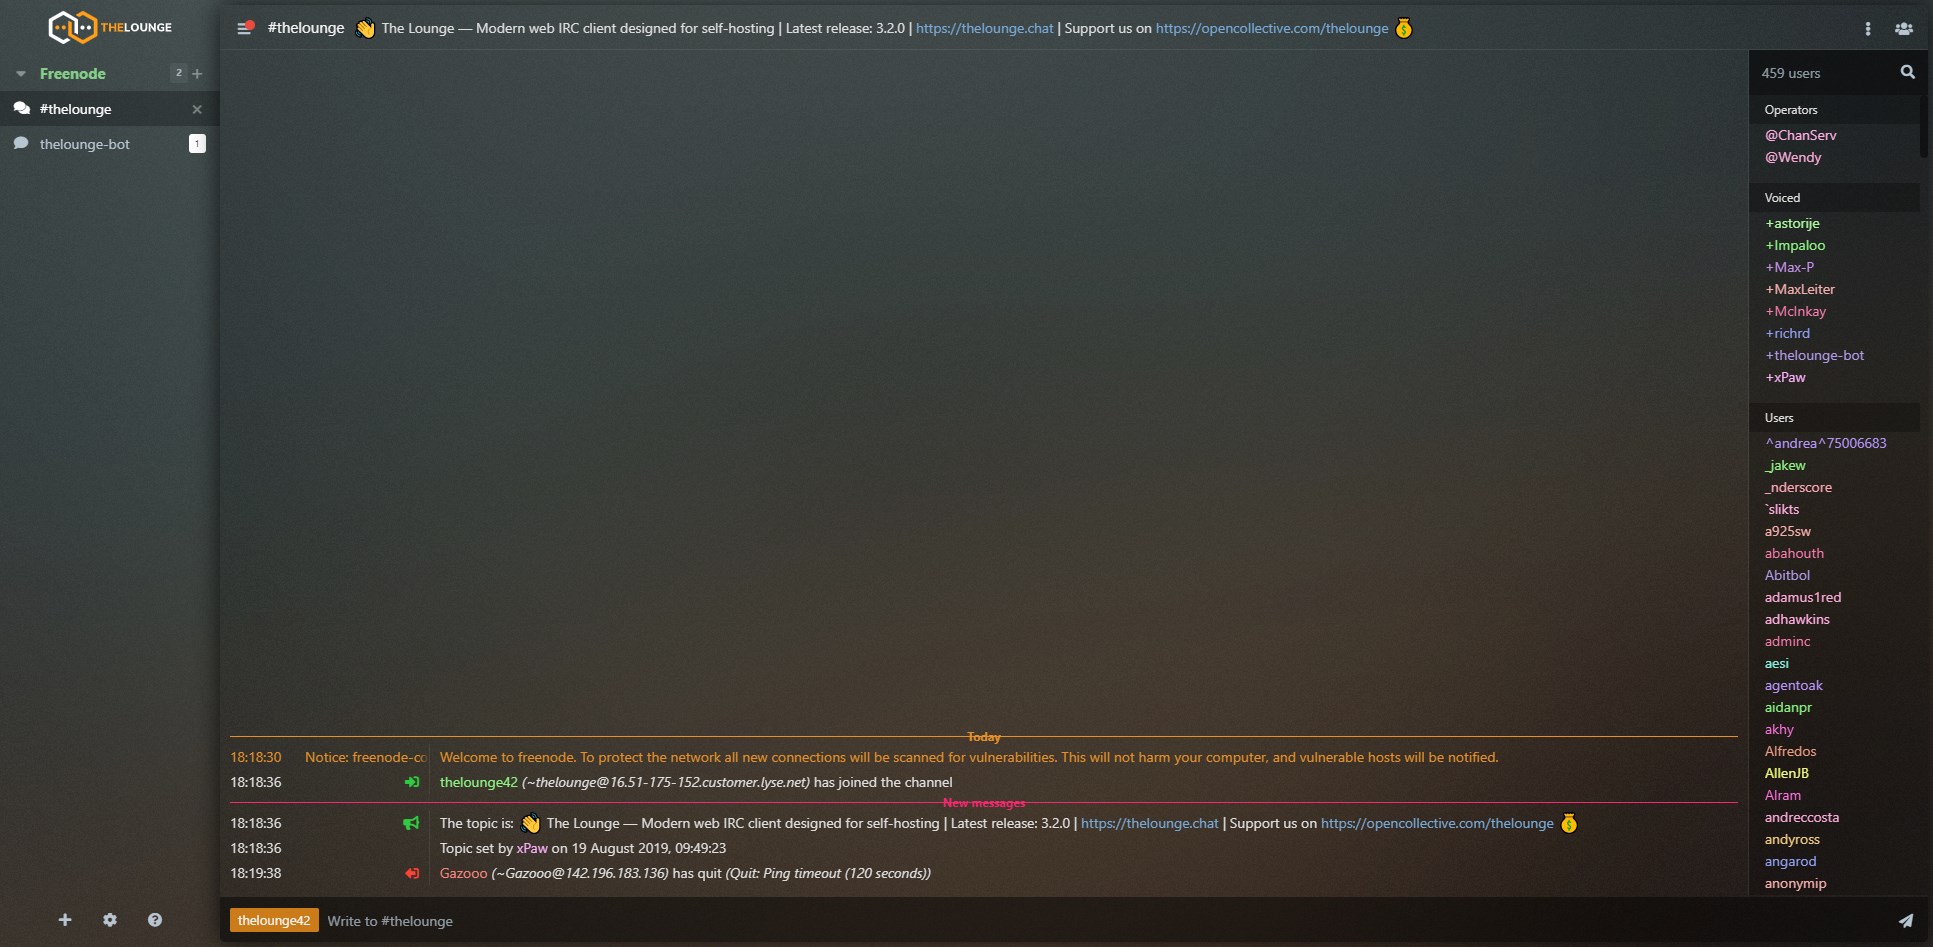 THELOUNGE
Freenode 2
#thelounge
thelounge-bot 1
#thelounge 👋 The Lounge — Modern web IRC client designed for self-hosting | Latest release: 3.2.0 | https://thelounge.chat | Support us on https://opencollective.com/thelounge 💰
Today
18:18:30 Notice: freenode-co Welcome to freenode. To protect the network all new connections will be scanned for vulnerabilities. This will not harm your computer, and vulnerable hosts will be notified.
18:18:36 thelounge42 (~thelounge@16.51-175-152.customer.lyse.net) has joined the channel
New messages
18:18:36 The topic is: 👋 The Lounge — Modern web IRC client designed for self-hosting | Latest release: 3.2.0 | https://thelounge.chat | Support us on https://opencollective.com/thelounge 💰
18:18:36 Topic set by xPaw on 19 August 2019, 09:49:23
18:19:38 Gazooo (~Gazooo@142.196.183.136) has quit (Quit: Ping timeout (120 seconds))
thelounge42 Write to #thelounge
459 users
Operators
@ChanServ
@Wendy
Voiced
+astorije
+Impaloo
+Max-P
+MaxLeiter
+McInkay
+richrd
+thelounge-bot
+xPaw
Users
^andrea^75006683
_jakew
_nderscore
`slikts
a925sw
abahouth
Abitbol
adamus1red
adhawkins
adminc
aesi
agentoak
aidanpr
akhy
Alfredos
AllenJB
Alram
andreccosta
andyross
angarod
anonymip